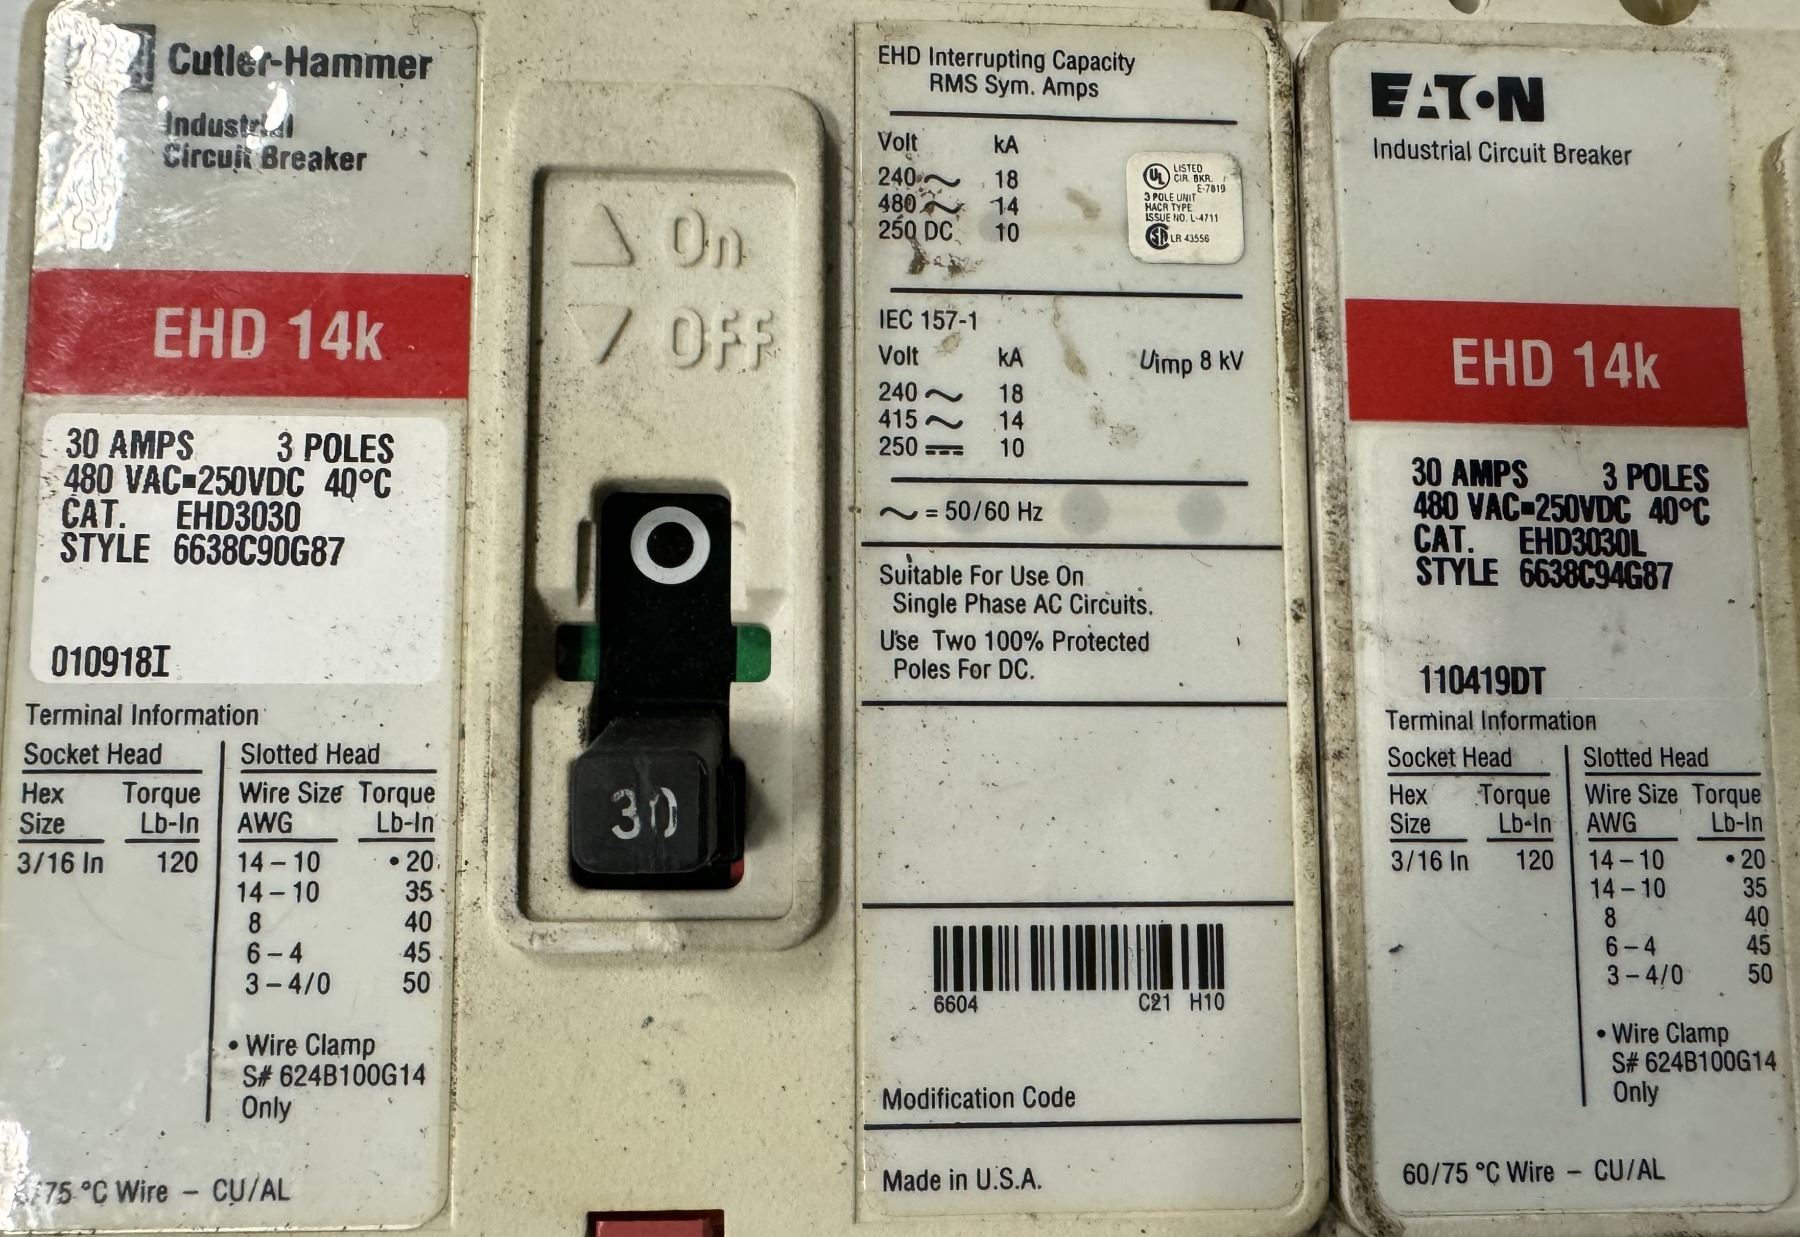 Cutler-Hammer
Industrial
Circuit Breaker
EHD 14k
30 AMPS 3 POLES
480 VAC=250VDC 40°C
CAT. EHD3030
STYLE 6638C90G87
010918I
Terminal Information
Socket Head
Hex Torque
Size Lb-In
3/16 In 120
Slotted Head
Wire Size Torque
AWG Lb-In
14 – 10 • 20
14 – 10 35
8 40
6 – 4 45
3 – 4/0 50
• Wire Clamp
S# 624B100G14
Only
/75 °C Wire – CU/AL
On
OFF
30
EHD Interrupting Capacity
RMS Sym. Amps
Volt kA
240 ~ 18
480 ~ 14
250 DC 10
UL LISTED
CIR. BKR.
E-7819
3 POLE UNIT
HACR TYPE
ISSUE NO. L-4711
LR 43556
IEC 157-1
Volt kA Uimp 8 kV
240 ~ 18
415 ~ 14
250 ⎓ 10
~ = 50/60 Hz
Suitable For Use On
Single Phase AC Circuits.
Use Two 100% Protected
Poles For DC.
6604 C21 H10
Modification Code
Made in U.S.A.
EATON
Industrial Circuit Breaker
EHD 14k
30 AMPS 3 POLES
480 VAC=250VDC 40°C
CAT. EHD3030L
STYLE 6638C94G87
110419DT
Terminal Information
Socket Head
Hex Torque
Size Lb-In
3/16 In 120
Slotted Head
Wire Size Torque
AWG Lb-In
14 – 10 • 20
14 – 10 35
8 40
6 – 4 45
3 – 4/0 50
• Wire Clamp
S# 624B100G14
Only
60/75 °C Wire – CU/AL